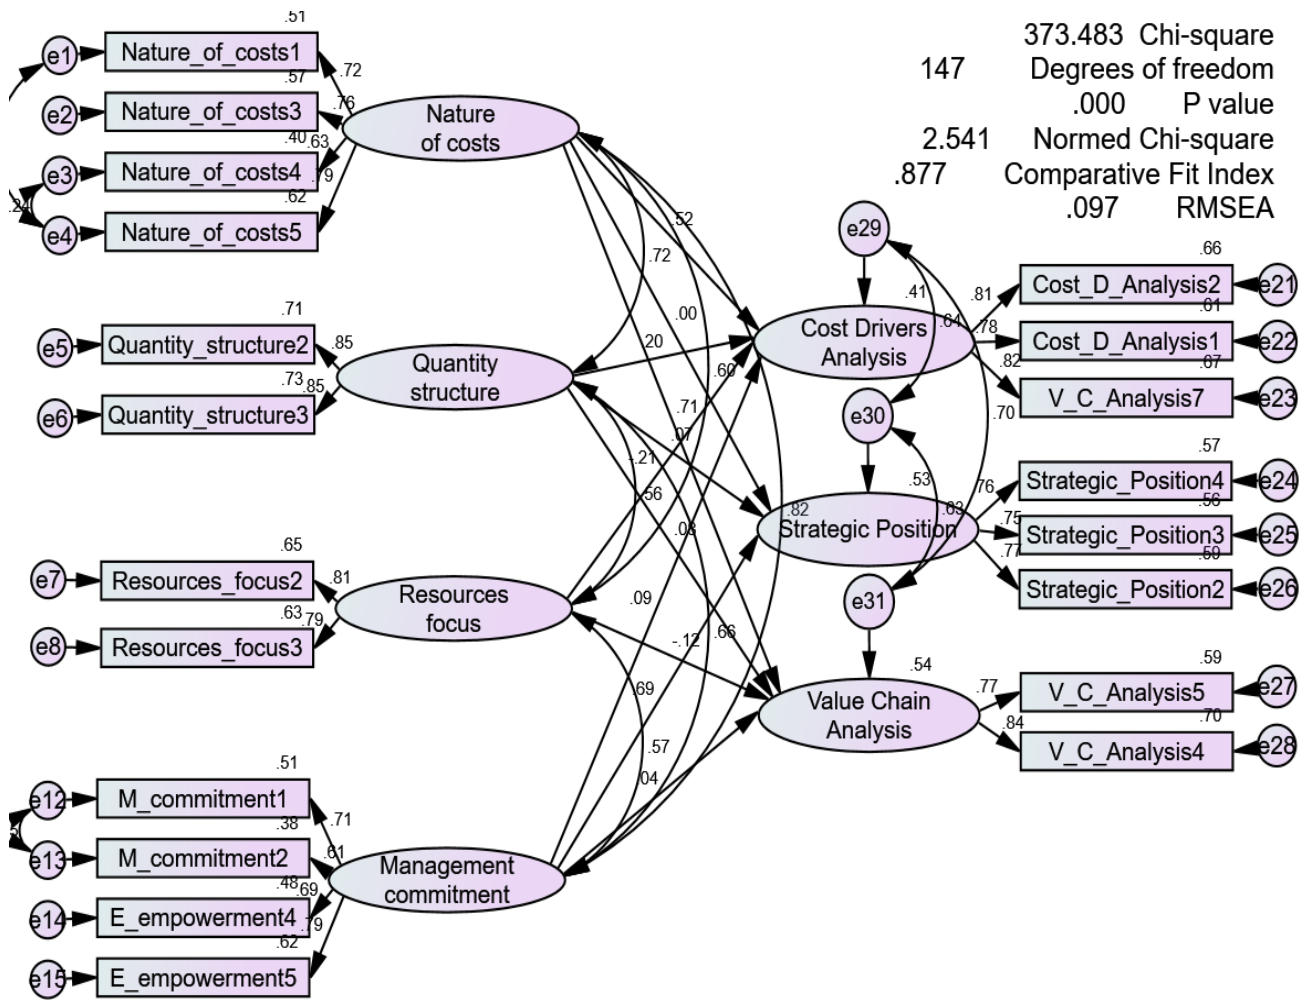 373.483 Chi-square
147 Degrees of freedom
.000 P value
2.541 Normed Chi-square
.877 Comparative Fit Index
.097 RMSEA
.51
e1
Nature_of_costs1
.72
.57
e2
Nature_of_costs3
.76
.40
.63
e3
Nature_of_costs4
.79
.24
.62
e4
Nature_of_costs5
Nature
of costs
.71
e5
Quantity_structure2
.85
.73
.85
e6
Quantity_structure3
Quantity
structure
.65
e7
Resources_focus2
.81
.63
.79
e8
Resources_focus3
Resources
focus
.51
e12
M_commitment1
.71
.38
e13
M_commitment2
.61
.48
.69
e14
E_empowerment4
.79
.62
e15
E_empowerment5
Management
commitment
.52
.72
.00
.20
.60
.71
.07
-.21
.56
.03
.82
.09
-.12
.66
.69
.57
.04
e29
.41
.64
Cost Drivers
Analysis
e30
.70
.53
.63
Strategic Position
e31
.54
Value Chain
Analysis
.66
.81
Cost_D_Analysis2
e21
.61
.78
Cost_D_Analysis1
e22
.67
.82
V_C_Analysis7
e23
.57
.76
Strategic_Position4
e24
.56
.75
Strategic_Position3
e25
.59
.77
Strategic_Position2
e26
.59
.77
V_C_Analysis5
e27
.70
.84
V_C_Analysis4
e28